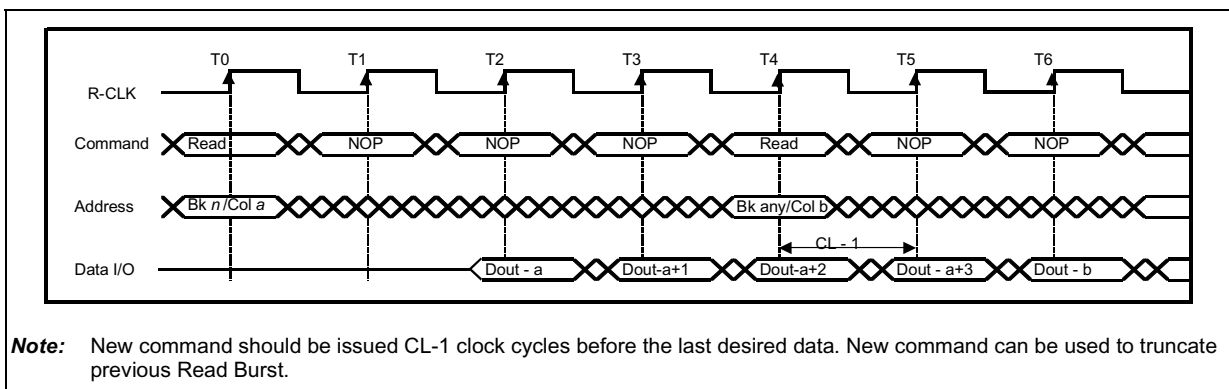 T0 T1 T2 T3 T4 T5 T6
R-CLK
Command Read NOP NOP NOP Read NOP NOP
Address Bk n/Col a Bk any/Col b
CL - 1
Data I/O Dout - a Dout-a+1 Dout-a+2 Dout - a+3 Dout - b
Note: New command should be issued CL-1 clock cycles before the last desired data. New command can be used to truncate
previous Read Burst.